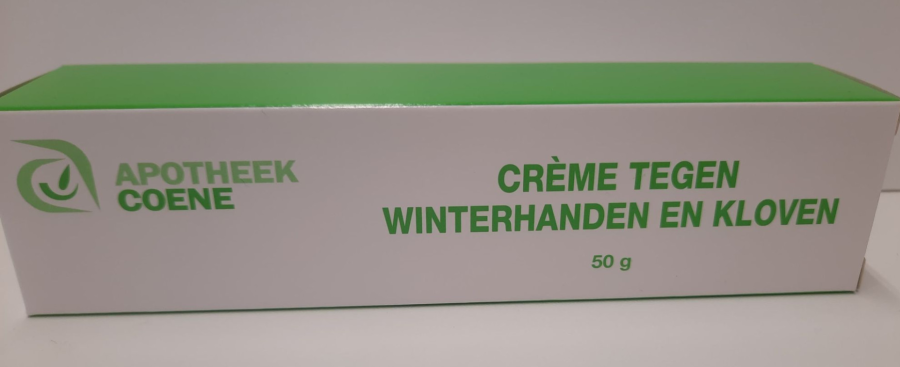 APOTHEEK
COENE
CRÈME TEGEN
WINTERHANDEN EN KLOVEN
50 g